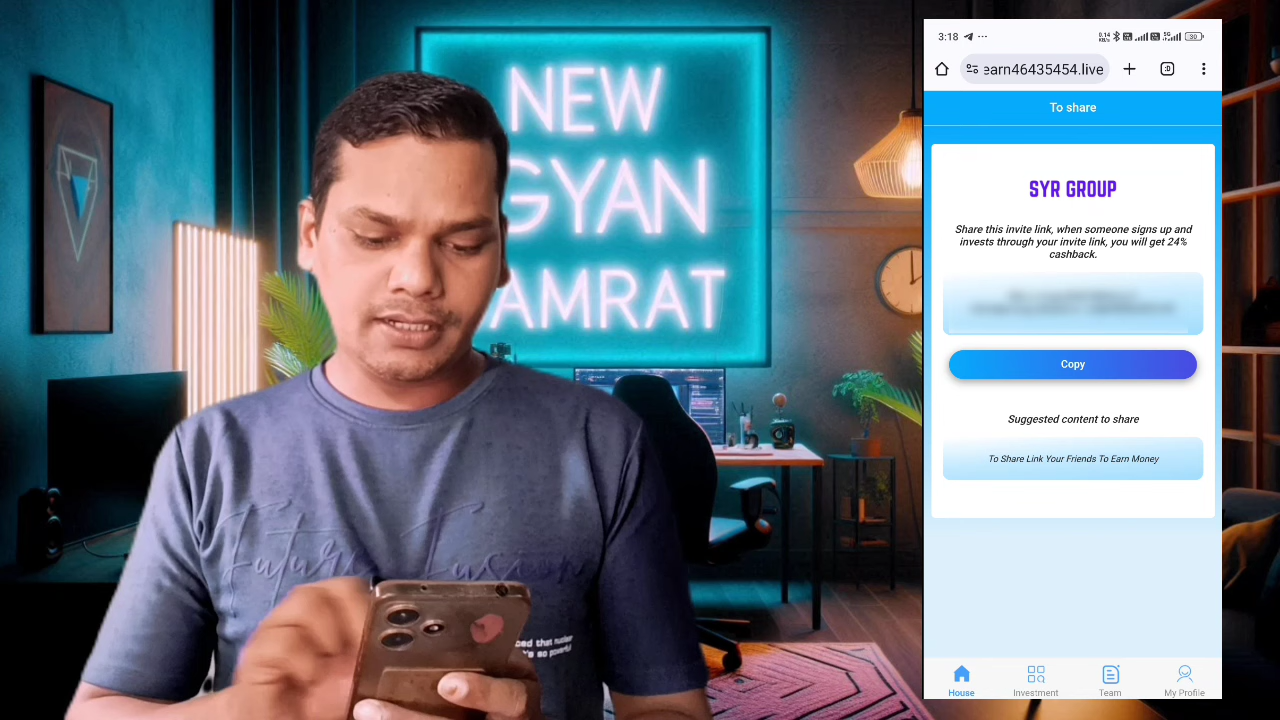 NEW
GYAN
AMRAT
Future Fusion
3:18
earn46435454.live
To share
SYR GROUP
Share this invite link, when someone signs up and
invests through your invite link, you will get 24%
cashback.
Copy
Suggested content to share
To Share Link Your Friends To Earn Money
House
Investment
Team
My Profile